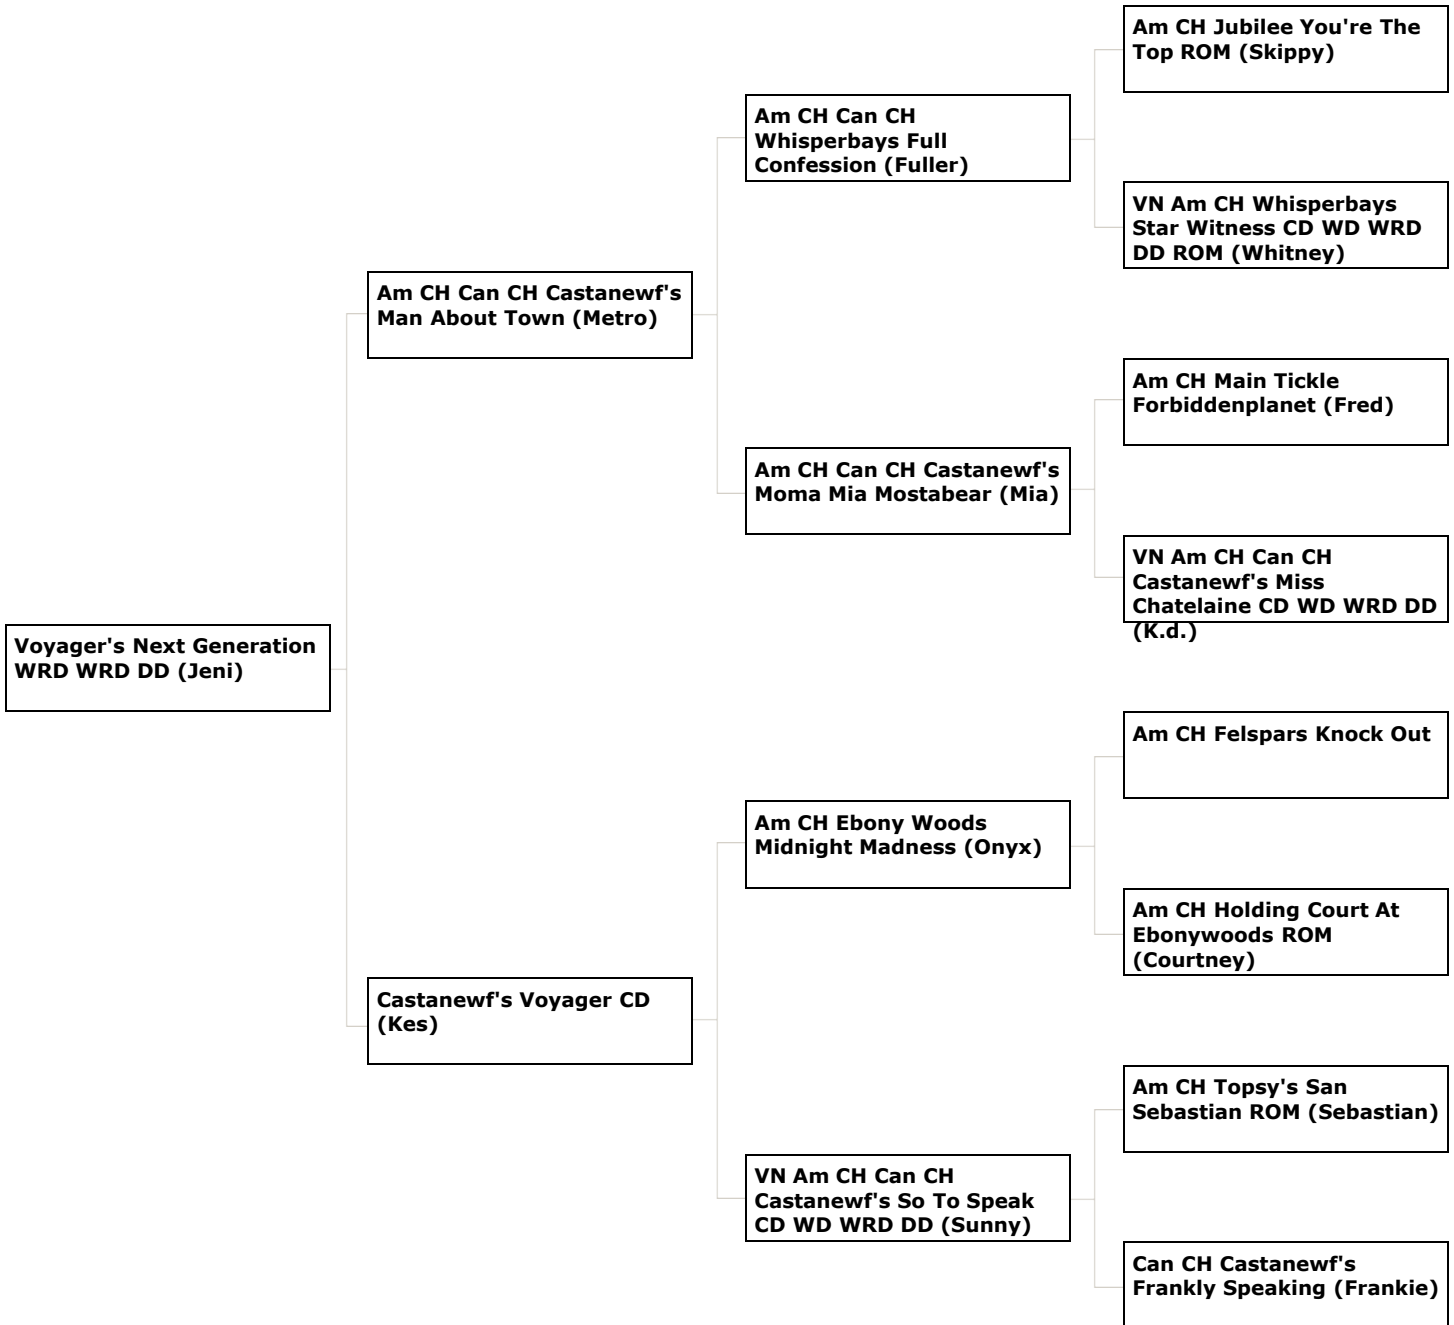 Am CH Jubilee You're The
Top ROM (Skippy)
Am CH Can CH
Whisperbays Full
Confession (Fuller)
VN Am CH Whisperbays
Star Witness CD WD WRD
DD ROM (Whitney)
Am CH Can CH Castanewf's
Man About Town (Metro)
Am CH Main Tickle
Forbiddenplanet (Fred)
Am CH Can CH Castanewf's
Moma Mia Mostabear (Mia)
VN Am CH Can CH
Castanewf's Miss
Chatelaine CD WD WRD DD
(K.d.)
Voyager's Next Generation
WRD WRD DD (Jeni)
Am CH Felspars Knock Out
Am CH Ebony Woods
Midnight Madness (Onyx)
Am CH Holding Court At
Ebonywoods ROM
(Courtney)
Castanewf's Voyager CD
(Kes)
Am CH Topsy's San
Sebastian ROM (Sebastian)
VN Am CH Can CH
Castanewf's So To Speak
CD WD WRD DD (Sunny)
Can CH Castanewf's
Frankly Speaking (Frankie)